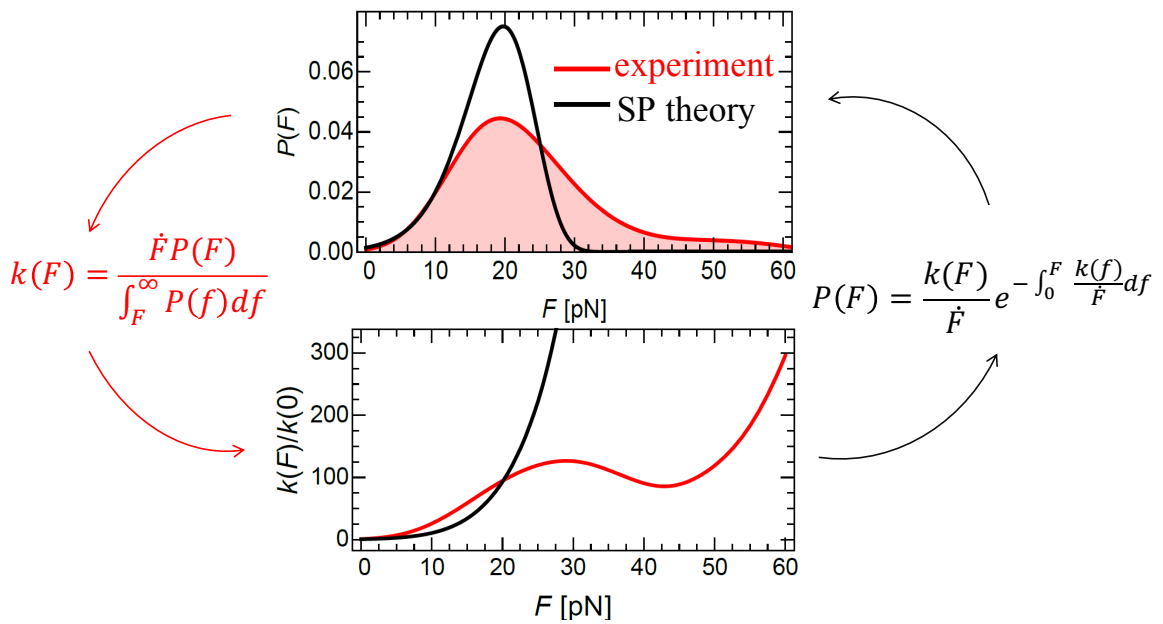 0.06
0.04
0.02
0.00
P(F)
experiment
SP theory
0 10 20 30 40 50 60
F [pN]
k(F) = ḞP(F) / ∫_F^∞ P(f)df
P(F) = k(F)/Ḟ e^{− ∫_0^F k(f)/Ḟ df}
300
200
100
0
k(F)/k(0)
0 10 20 30 40 50 60
F [pN]